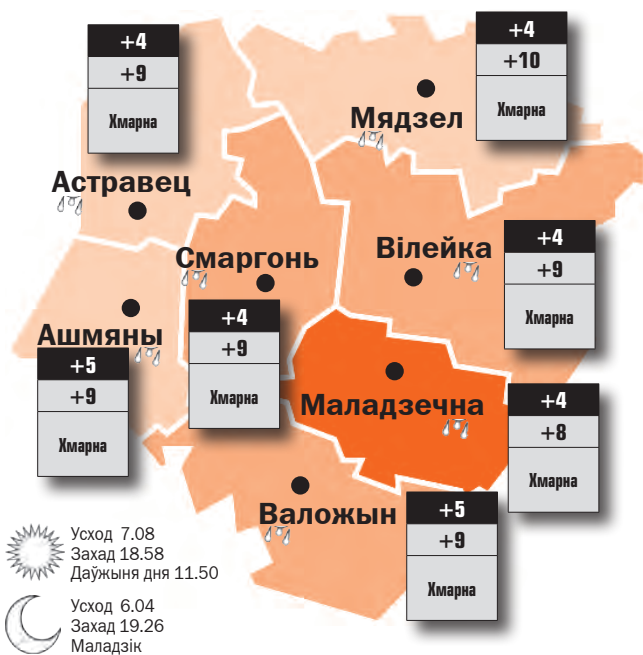 +4
+9
Хмарна
+4
+10
Хмарна
Мядзел
Астравец
Смаргонь
Вілейка
+4
+9
Хмарна
+4
+9
Хмарна
Ашмяны
+5
+9
Хмарна
Маладзечна
+4
+8
Хмарна
Валожын
+5
+9
Хмарна
Усход 7.08
Захад 18.58
Даўжыня дня 11.50
Усход 6.04
Захад 19.26
Маладзік